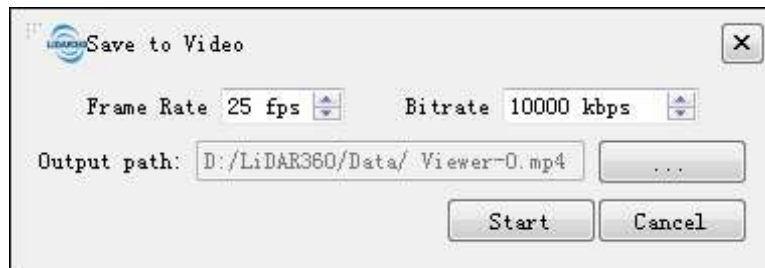 LiDAR360 Save to Video
Frame Rate 25 fps Bitrate 10000 kbps
Output path: D:/LiDAR360/Data/ Viewer-0.mp4 ...
Start Cancel